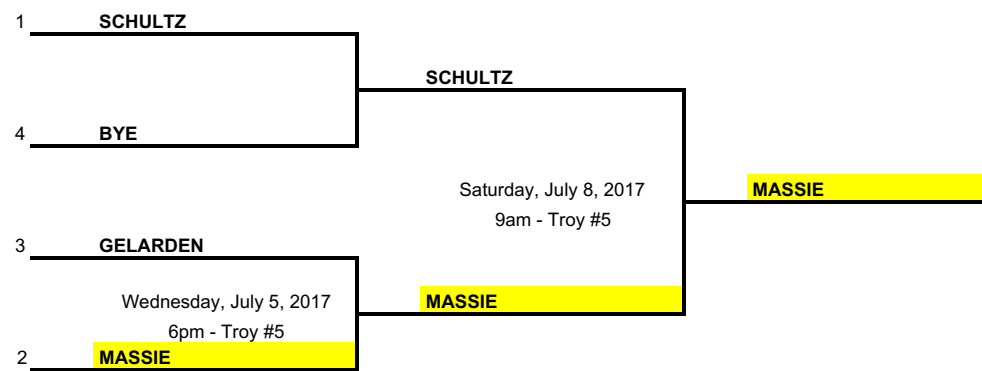 1 SCHULTZ
SCHULTZ
4 BYE
Saturday, July 8, 2017
9am - Troy #5
MASSIE
3 GELARDEN
Wednesday, July 5, 2017
6pm - Troy #5
MASSIE
2 MASSIE